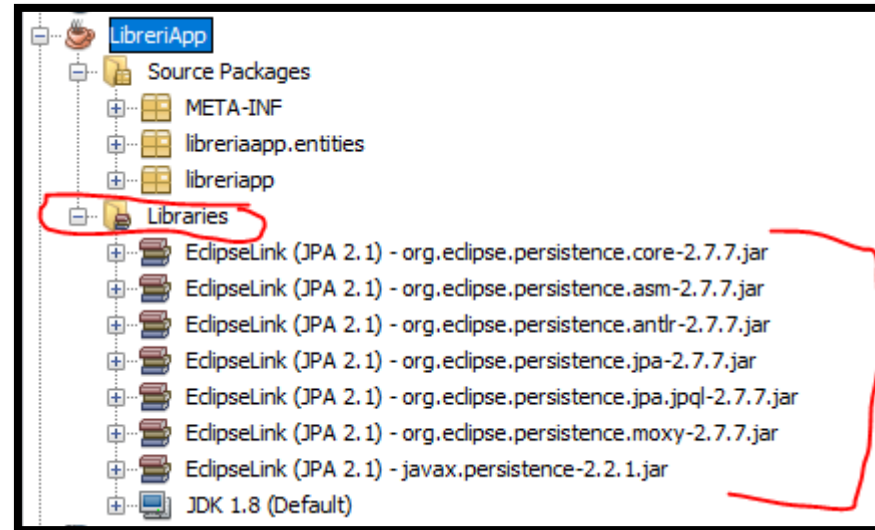 LibreriApp
Source Packages
META-INF
libreriaapp.entities
libreriapp
Libraries
EclipseLink (JPA 2.1) - org.eclipse.persistence.core-2.7.7.jar
EclipseLink (JPA 2.1) - org.eclipse.persistence.asm-2.7.7.jar
EclipseLink (JPA 2.1) - org.eclipse.persistence.antlr-2.7.7.jar
EclipseLink (JPA 2.1) - org.eclipse.persistence.jpa-2.7.7.jar
EclipseLink (JPA 2.1) - org.eclipse.persistence.jpa.jpql-2.7.7.jar
EclipseLink (JPA 2.1) - org.eclipse.persistence.moxy-2.7.7.jar
EclipseLink (JPA 2.1) - javax.persistence-2.2.1.jar
JDK 1.8 (Default)